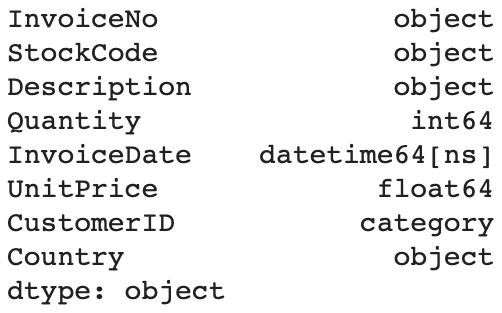 InvoiceNo object
StockCode object
Description object
Quantity int64
InvoiceDate datetime64[ns]
UnitPrice float64
CustomerID category
Country object
dtype: object